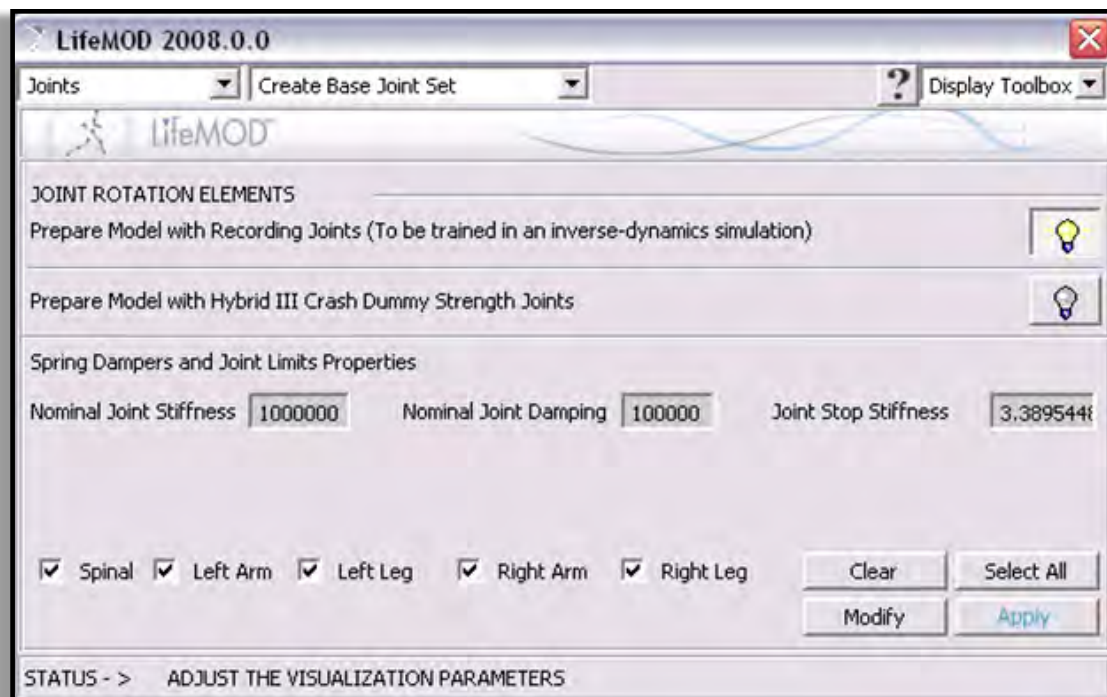 LifeMOD 2008.0.0
Joints Create Base Joint Set ? Display Toolbox
LifeMOD
JOINT ROTATION ELEMENTS
Prepare Model with Recording Joints (To be trained in an inverse-dynamics simulation)
Prepare Model with Hybrid III Crash Dummy Strength Joints
Spring Dampers and Joint Limits Properties
Nominal Joint Stiffness 1000000 Nominal Joint Damping 100000 Joint Stop Stiffness 3.3895448
Spinal Left Arm Left Leg Right Arm Right Leg Clear Select All
Modify Apply
STATUS - > ADJUST THE VISUALIZATION PARAMETERS